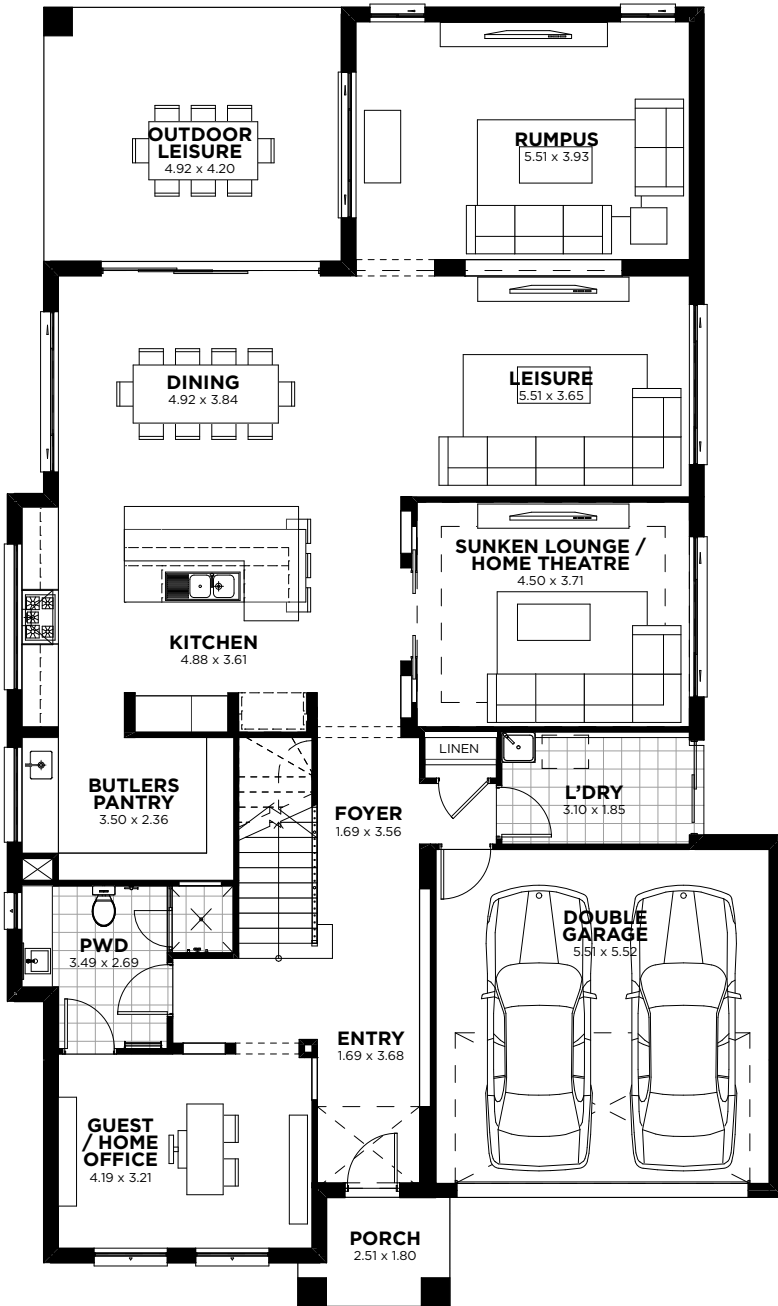 OUTDOOR
LEISURE
4.92 x 4.20
RUMPUS
5.51 x 3.93
DINING
4.92 x 3.84
LEISURE
5.51 x 3.65
SUNKEN LOUNGE /
HOME THEATRE
4.50 x 3.71
KITCHEN
4.88 x 3.61
LINEN
BUTLERS
PANTRY
3.50 x 2.36
FOYER
1.69 x 3.56
L'DRY
3.10 x 1.85
DOUBLE
GARAGE
5.51 x 5.52
PWD
3.49 x 2.69
ENTRY
1.69 x 3.68
GUEST
/ HOME
OFFICE
4.19 x 3.21
PORCH
2.51 x 1.80